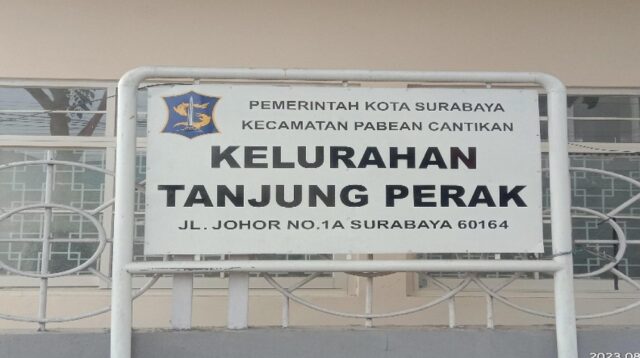 PEMERINTAH KOTA SURABAYA
KECAMATAN PABEAN CANTIKAN
KELURAHAN
TANJUNG PERAK
JL. JOHOR NO.1A SURABAYA 60164